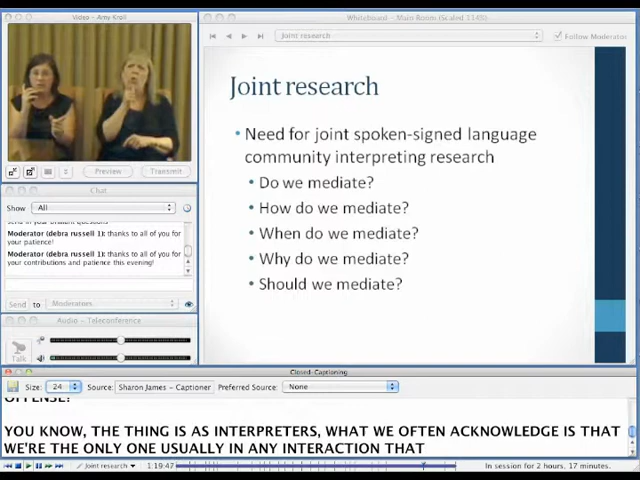 Video - Amy Kroll
Whiteboard - Main Room (Scaled 114%)
Joint research
Follow Moderator
Preview
Transmit
Chat
Show
All
Moderator (debra russell 1): thanks to all of you for
your patience!
Moderator (debra russell 1): thanks to all of you for
your contributions and patience this evening!
Send
to
Moderators
Audio - Teleconference
Talk
Joint research
• Need for joint spoken-signed language
community interpreting research
• Do we mediate?
• How do we mediate?
• When do we mediate?
• Why do we mediate?
• Should we mediate?
Closed-Captioning
Size: 24
Source: Sharon James - Captioner
Preferred Source: None
OFFENSE?
YOU KNOW, THE THING IS AS INTERPRETERS, WHAT WE OFTEN ACKNOWLEDGE IS THAT
WE'RE THE ONLY ONE USUALLY IN ANY INTERACTION THAT
Joint research
1:19:47
In session for 2 hours, 17 minutes.